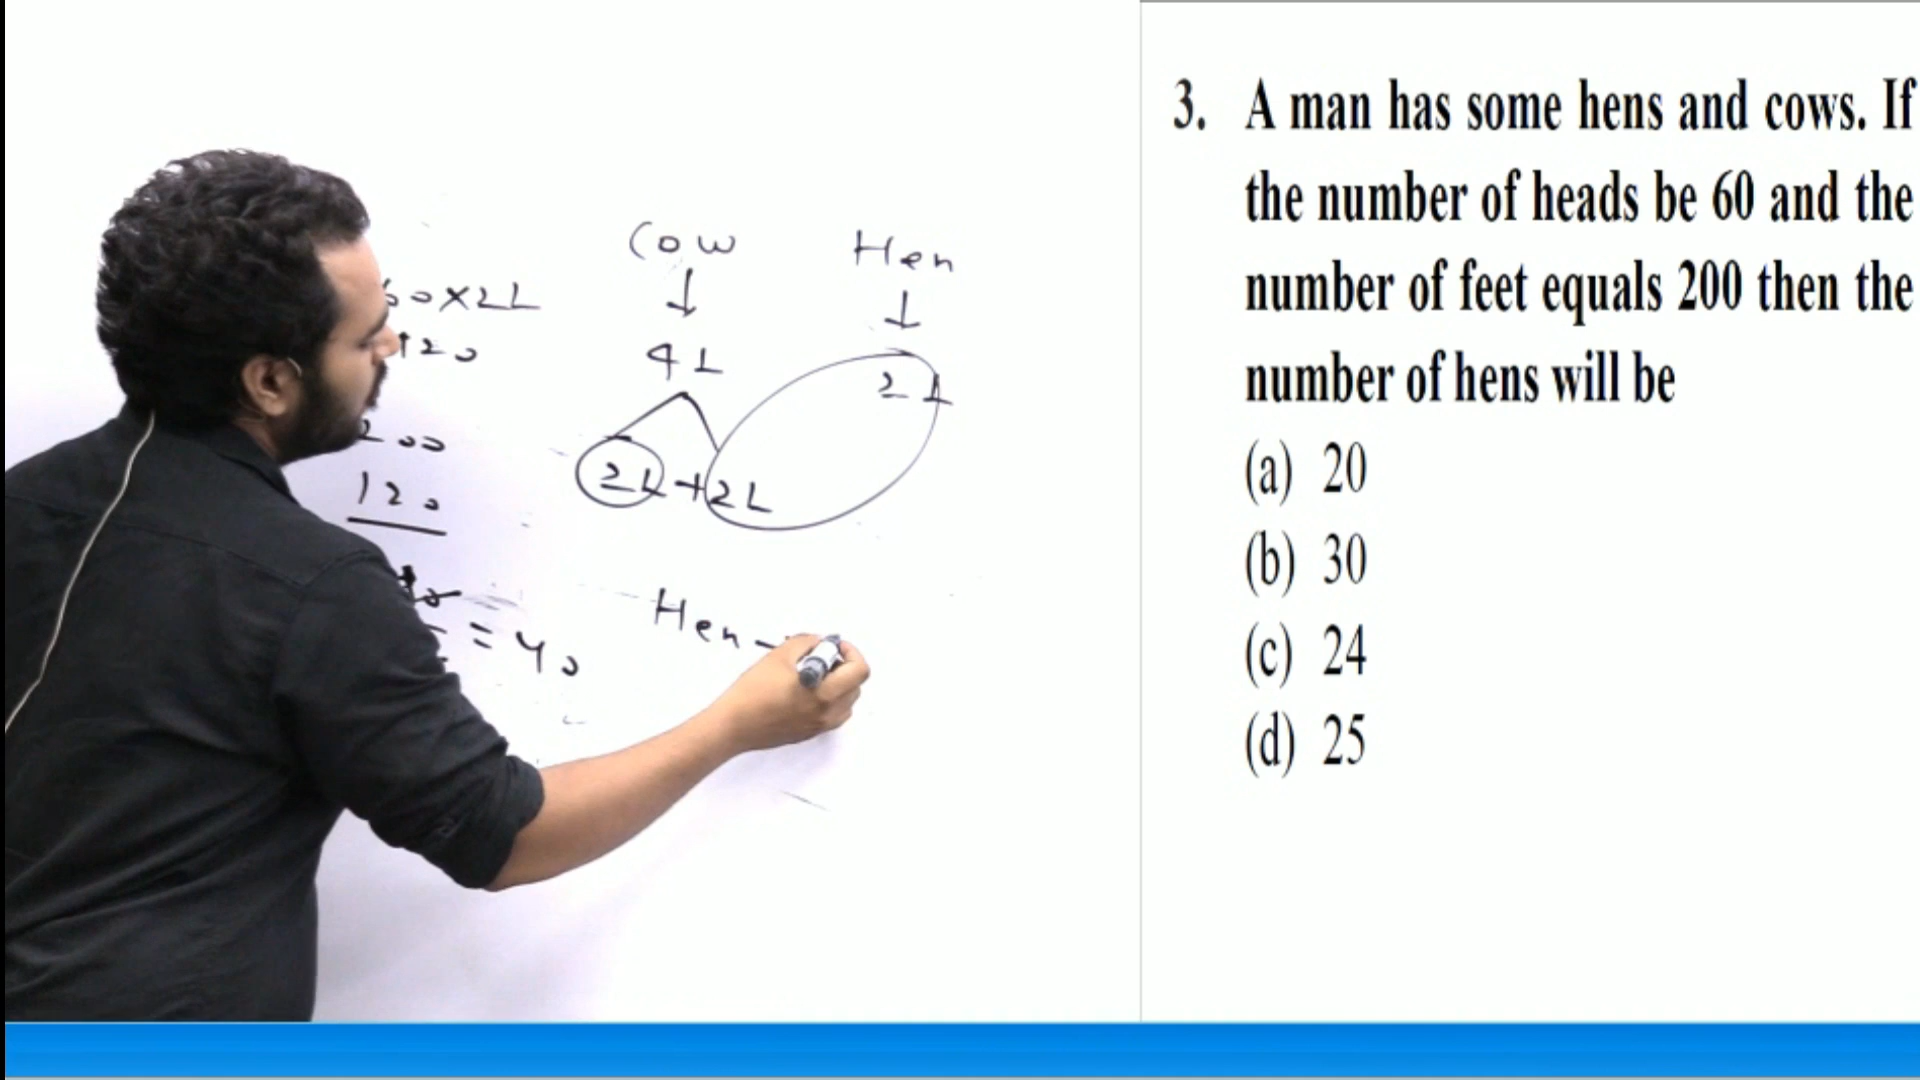 Cow Hen
60×2L
120
4L 2L
200
2L+2L
120
Hen -
= 40
3. A man has some hens and cows. If
the number of heads be 60 and the
number of feet equals 200 then the
number of hens will be
(a) 20
(b) 30
(c) 24
(d) 25